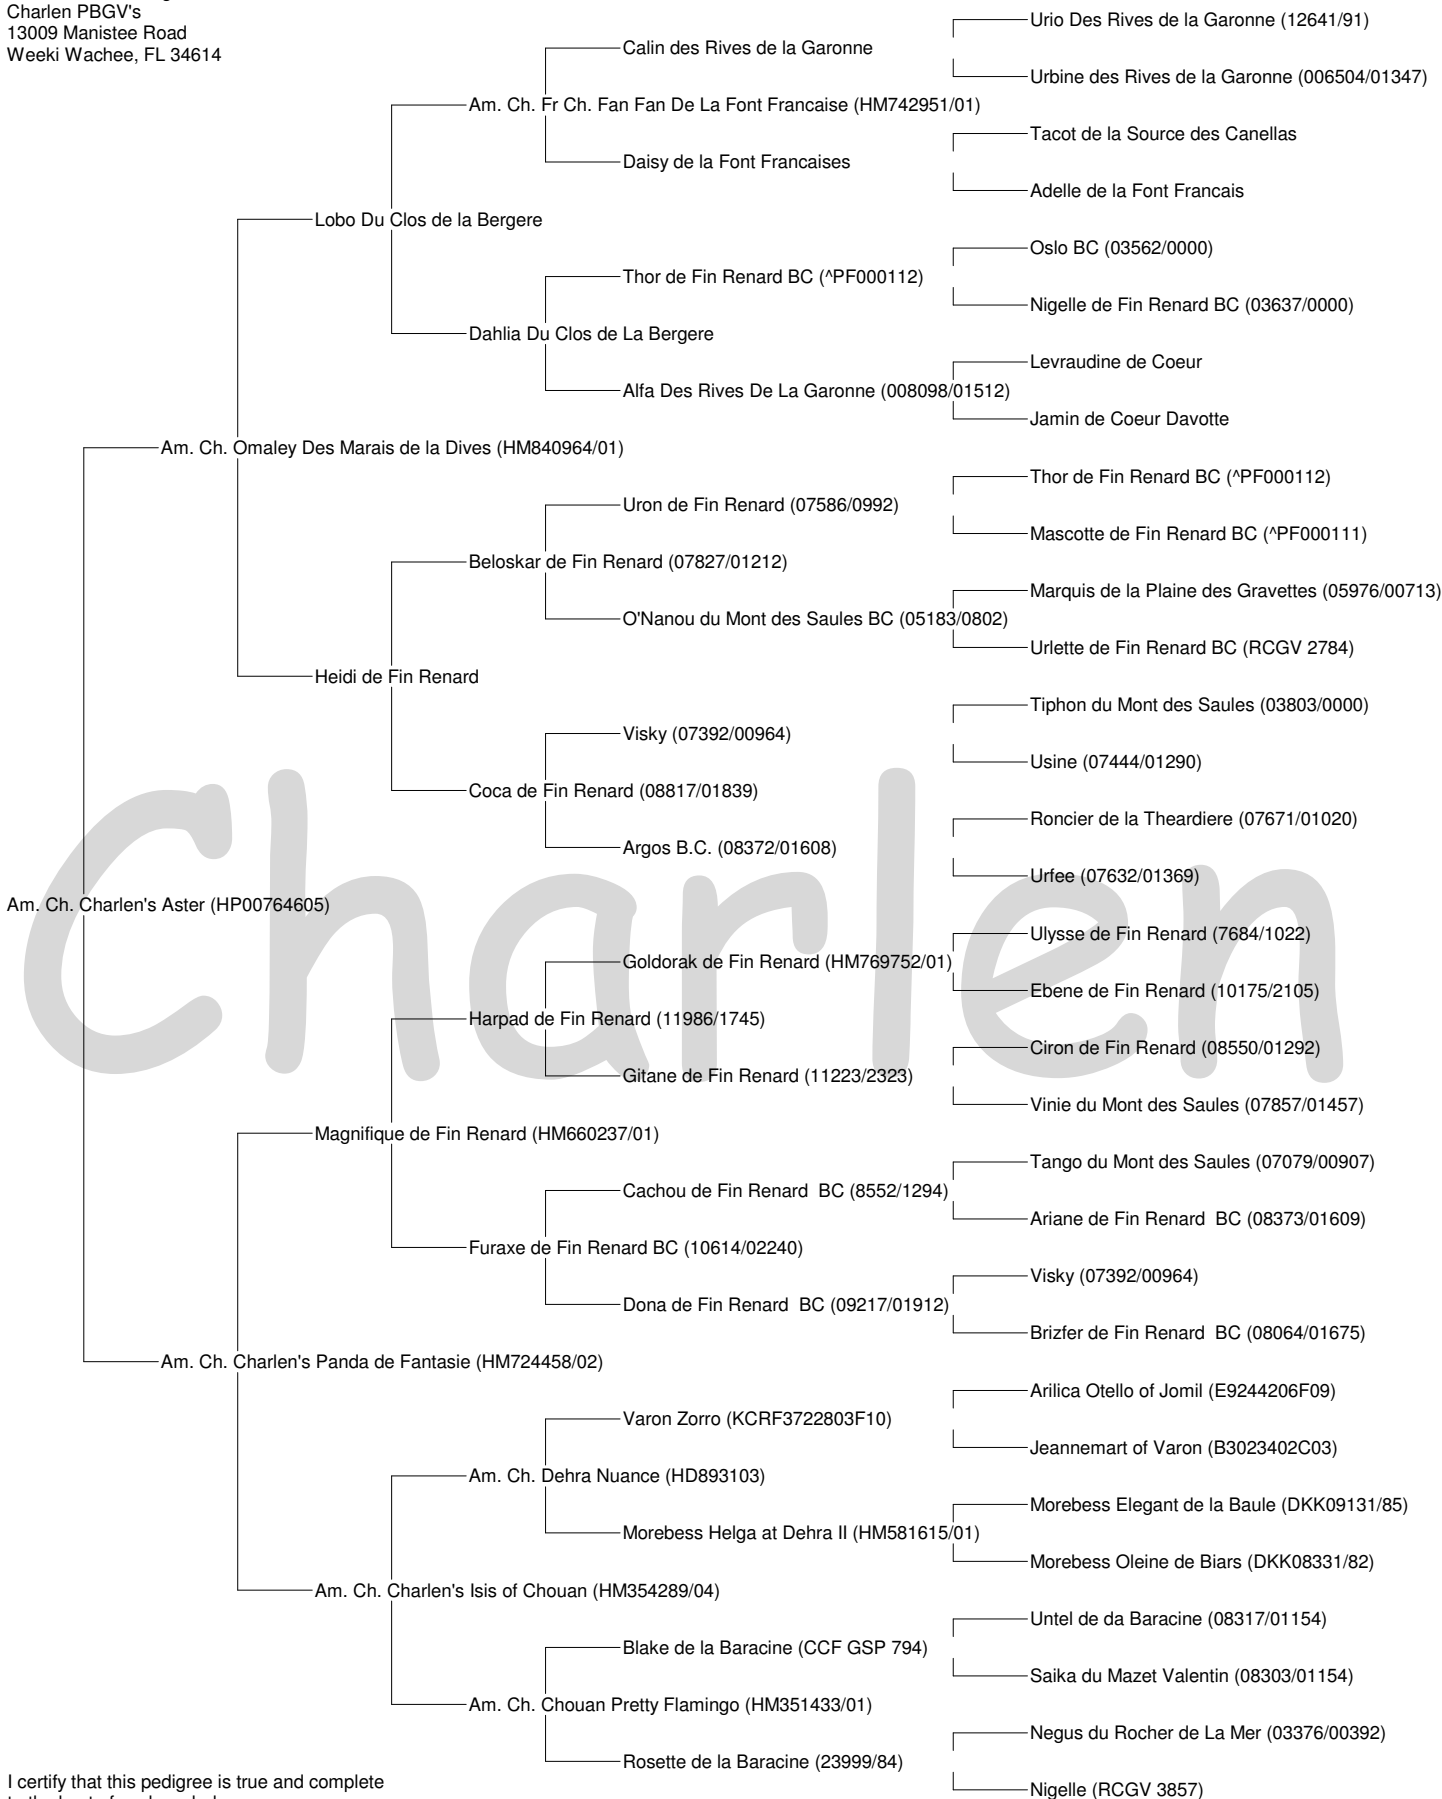 Charlen PBGV's
13009 Manistee Road
Weeki Wachee, FL 34614
Urio Des Rives de la Garonne (12641/91)
Calin des Rives de la Garonne
Urbine des Rives de la Garonne (006504/01347)
Am. Ch. Fr Ch. Fan Fan De La Font Francaise (HM742951/01)
Tacot de la Source des Canellas
Daisy de la Font Francaises
Adelle de la Font Francais
Lobo Du Clos de la Bergere
Oslo BC (03562/0000)
Thor de Fin Renard BC (^PF000112)
Nigelle de Fin Renard BC (03637/0000)
Dahlia Du Clos de La Bergere
Levraudine de Coeur
Alfa Des Rives De La Garonne (008098/01512)
Jamin de Coeur Davotte
Am. Ch. Omaley Des Marais de la Dives (HM840964/01)
Thor de Fin Renard BC (^PF000112)
Uron de Fin Renard (07586/0992)
Mascotte de Fin Renard BC (^PF000111)
Beloskar de Fin Renard (07827/01212)
Marquis de la Plaine des Gravettes (05976/00713)
O'Nanou du Mont des Saules BC (05183/0802)
Urlette de Fin Renard BC (RCGV 2784)
Heidi de Fin Renard
Tiphon du Mont des Saules (03803/0000)
Visky (07392/00964)
Usine (07444/01290)
Coca de Fin Renard (08817/01839)
Roncier de la Theardiere (07671/01020)
Argos B.C. (08372/01608)
Urfee (07632/01369)
Am. Ch. Charlen's Aster (HP00764605)
Charlen
Ulysse de Fin Renard (7684/1022)
Goldorak de Fin Renard (HM769752/01)
Ebene de Fin Renard (10175/2105)
Harpad de Fin Renard (11986/1745)
Ciron de Fin Renard (08550/01292)
Gitane de Fin Renard (11223/2323)
Vinie du Mont des Saules (07857/01457)
Magnifique de Fin Renard (HM660237/01)
Tango du Mont des Saules (07079/00907)
Cachou de Fin Renard  BC (8552/1294)
Ariane de Fin Renard  BC (08373/01609)
Furaxe de Fin Renard BC (10614/02240)
Visky (07392/00964)
Dona de Fin Renard  BC (09217/01912)
Brizfer de Fin Renard  BC (08064/01675)
Am. Ch. Charlen's Panda de Fantasie (HM724458/02)
Arilica Otello of Jomil (E9244206F09)
Varon Zorro (KCRF3722803F10)
Jeannemart of Varon (B3023402C03)
Am. Ch. Dehra Nuance (HD893103)
Morebess Elegant de la Baule (DKK09131/85)
Morebess Helga at Dehra II (HM581615/01)
Morebess Oleine de Biars (DKK08331/82)
Am. Ch. Charlen's Isis of Chouan (HM354289/04)
Untel de da Baracine (08317/01154)
Blake de la Baracine (CCF GSP 794)
Saika du Mazet Valentin (08303/01154)
Am. Ch. Chouan Pretty Flamingo (HM351433/01)
Negus du Rocher de La Mer (03376/00392)
Rosette de la Baracine (23999/84)
Nigelle (RCGV 3857)
I certify that this pedigree is true and complete